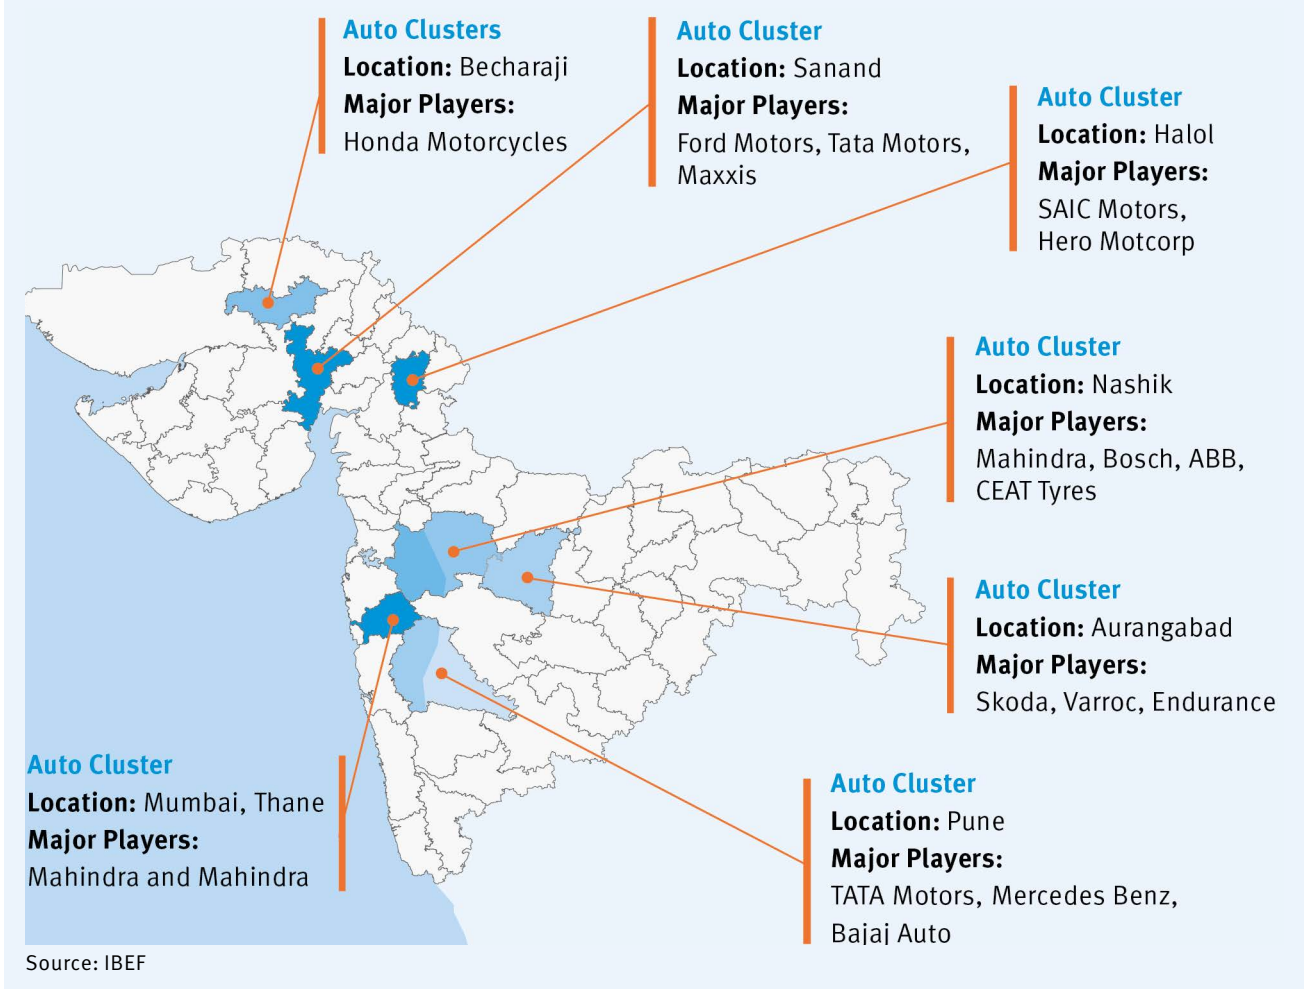 Auto Clusters
Location: Becharaji
Major Players:
Honda Motorcycles
Auto Cluster
Location: Sanand
Major Players:
Ford Motors, Tata Motors,
Maxxis
Auto Cluster
Location: Halol
Major Players:
SAIC Motors,
Hero Motcorp
Auto Cluster
Location: Nashik
Major Players:
Mahindra, Bosch, ABB,
CEAT Tyres
Auto Cluster
Location: Aurangabad
Major Players:
Skoda, Varroc, Endurance
Auto Cluster
Location: Mumbai, Thane
Major Players:
Mahindra and Mahindra
Auto Cluster
Location: Pune
Major Players:
TATA Motors, Mercedes Benz,
Bajaj Auto
Source: IBEF